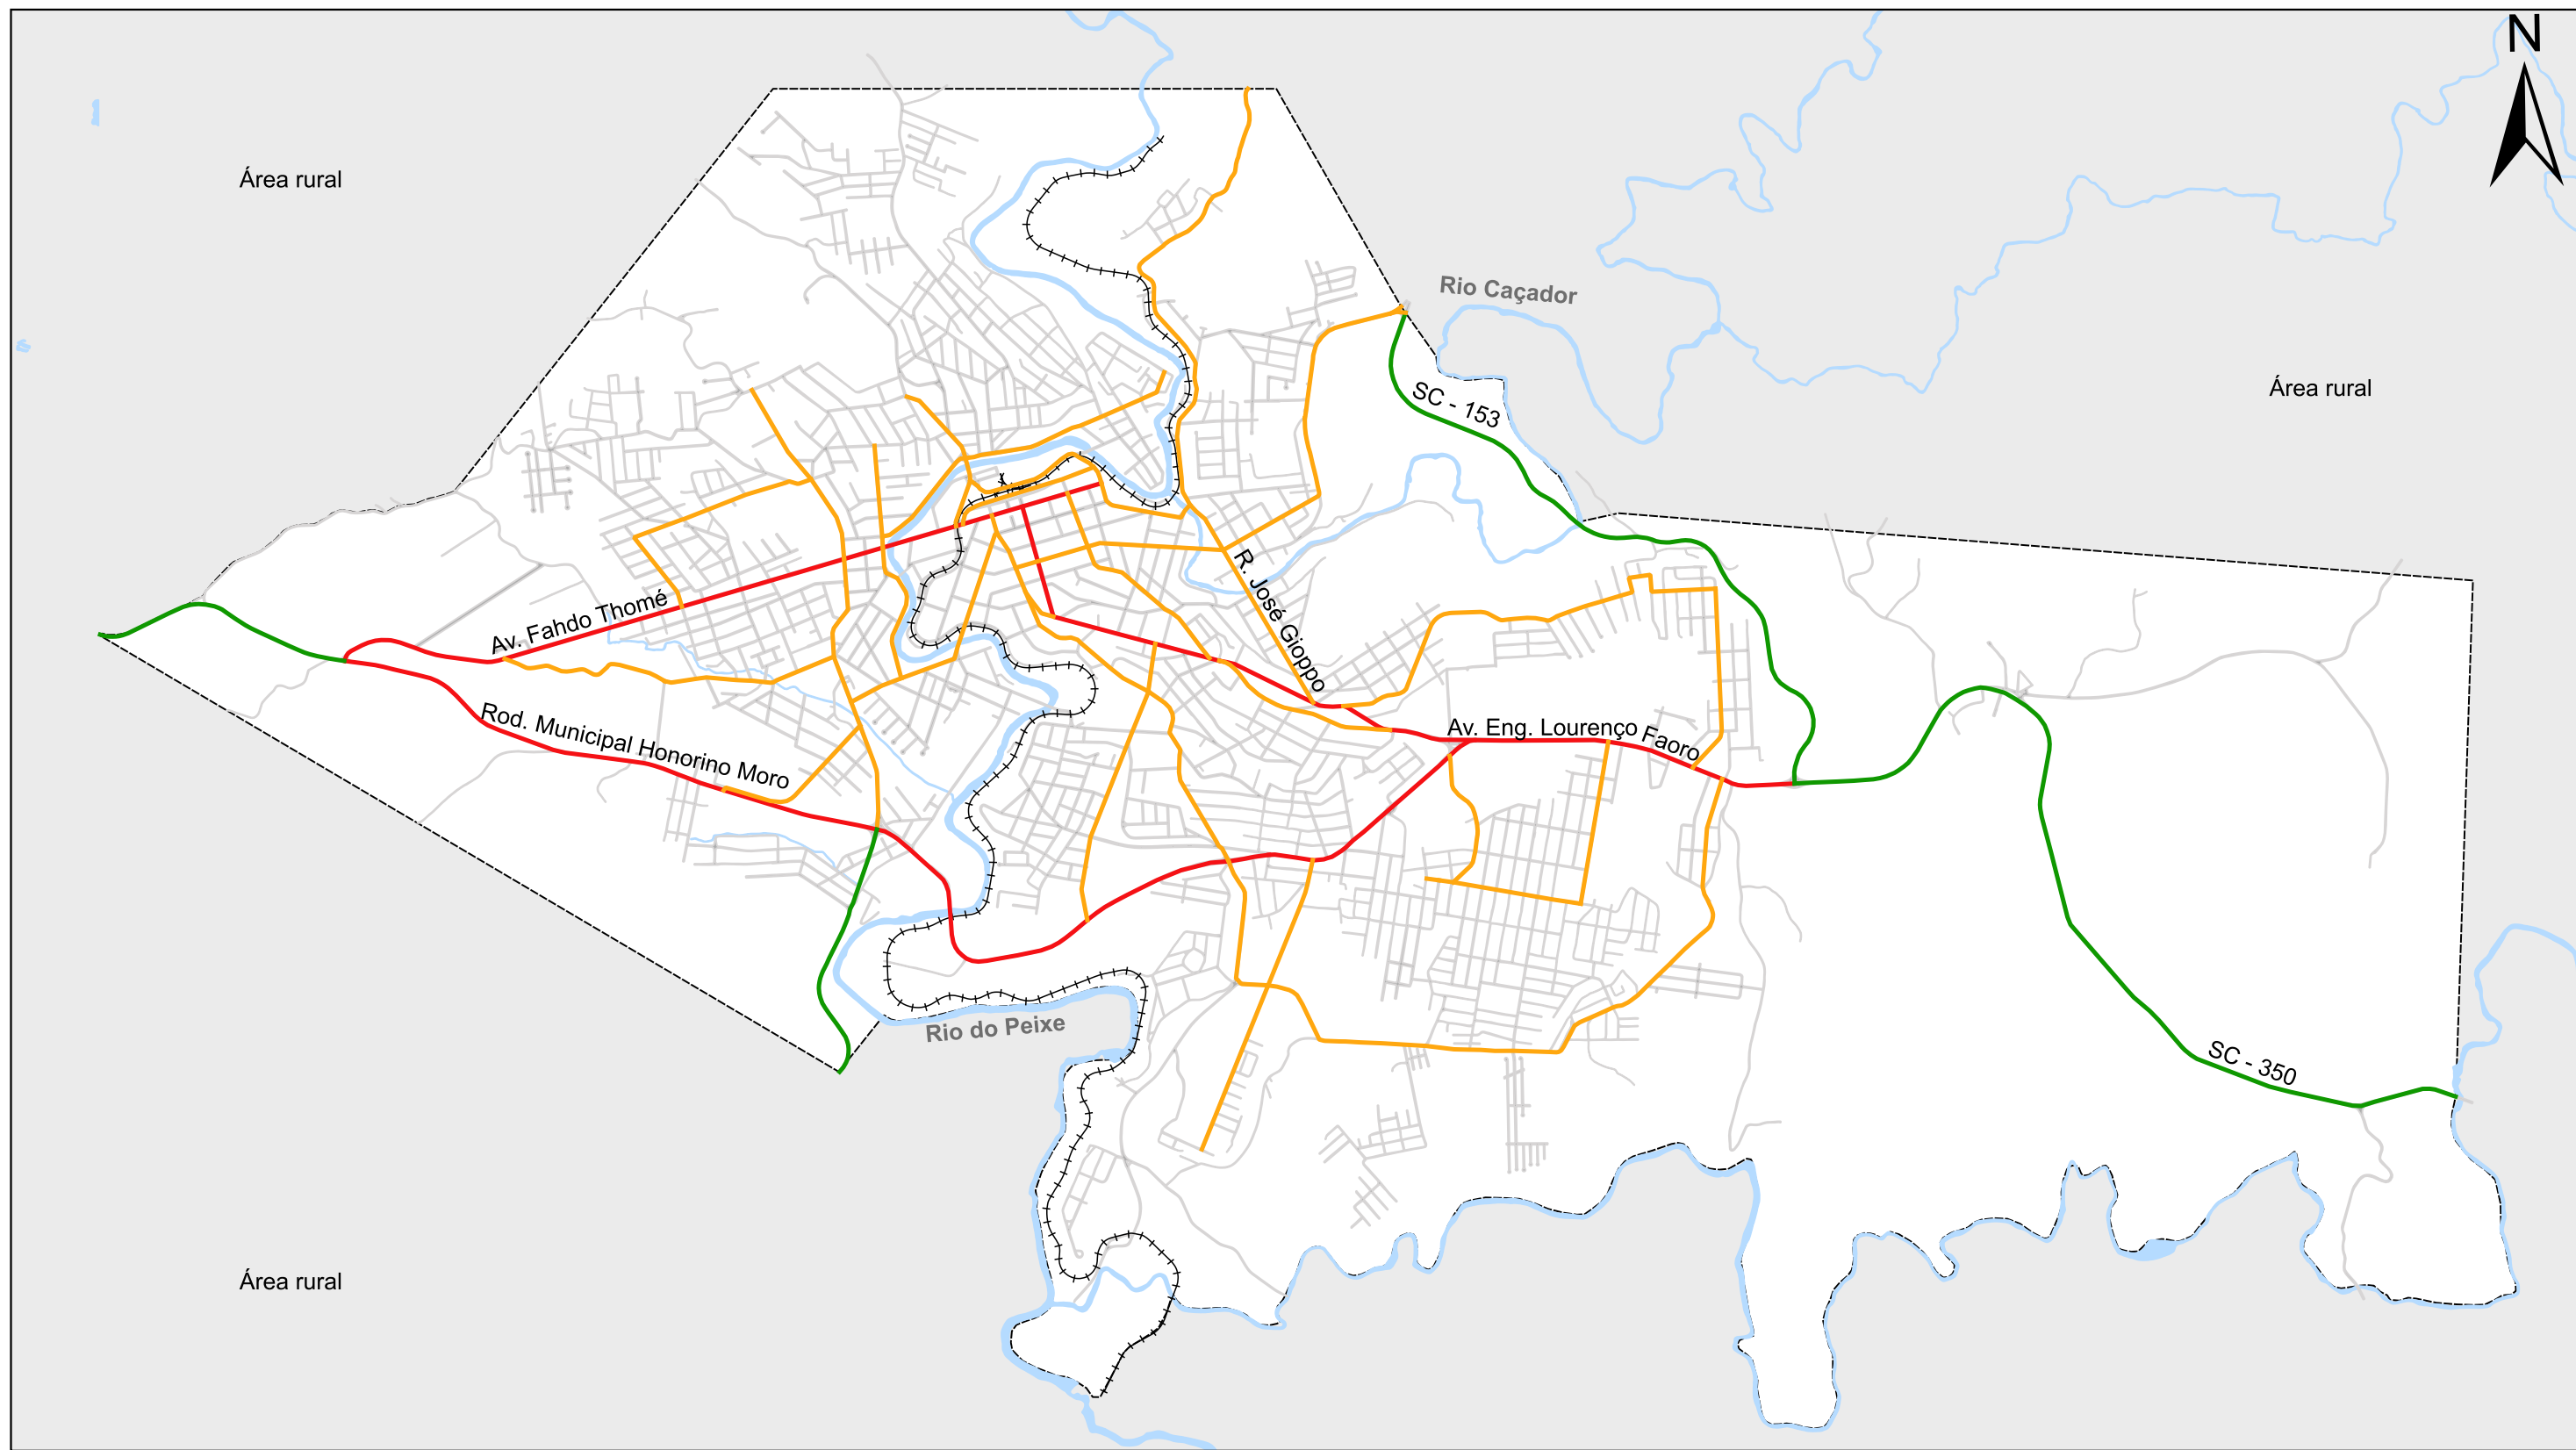 N
Área rural
Rio Caçador
Área rural
SC - 153
R. José Gioppo
Av. Fahdo Thomé
Rod. Municipal Honorino Moro
Av. Eng. Lourenço Faoro
Rio do Peixe
SC - 350
Área rural